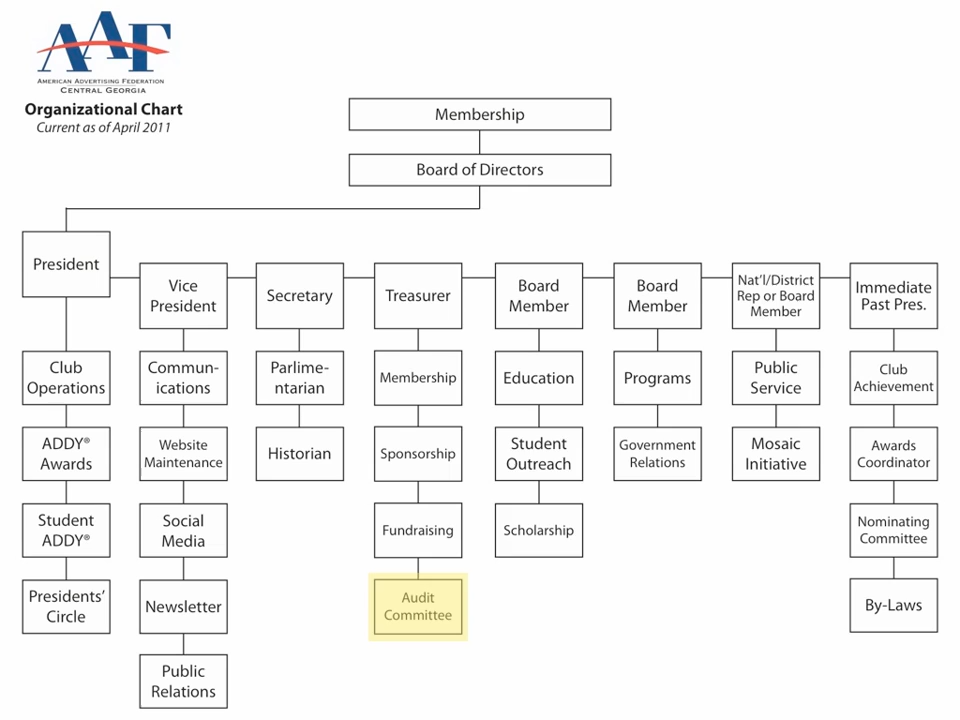 AAF
American Advertising Federation
Central Georgia
Organizational Chart
Current as of April 2011
Membership
Board of Directors
President
Vice
President
Secretary
Treasurer
Board
Member
Board
Member
Nat’l/District
Rep or Board
Member
Immediate
Past Pres.
Club
Operations
Commun-
ications
Parlime-
ntarian
Membership
Education
Programs
Public
Service
Club
Achievement
ADDY®
Awards
Website
Maintenance
Historian
Sponsorship
Student
Outreach
Government
Relations
Mosaic
Initiative
Awards
Coordinator
Student
ADDY®
Social
Media
Fundraising
Scholarship
Nominating
Committee
Presidents’
Circle
Newsletter
Audit
Committee
By-Laws
Public
Relations